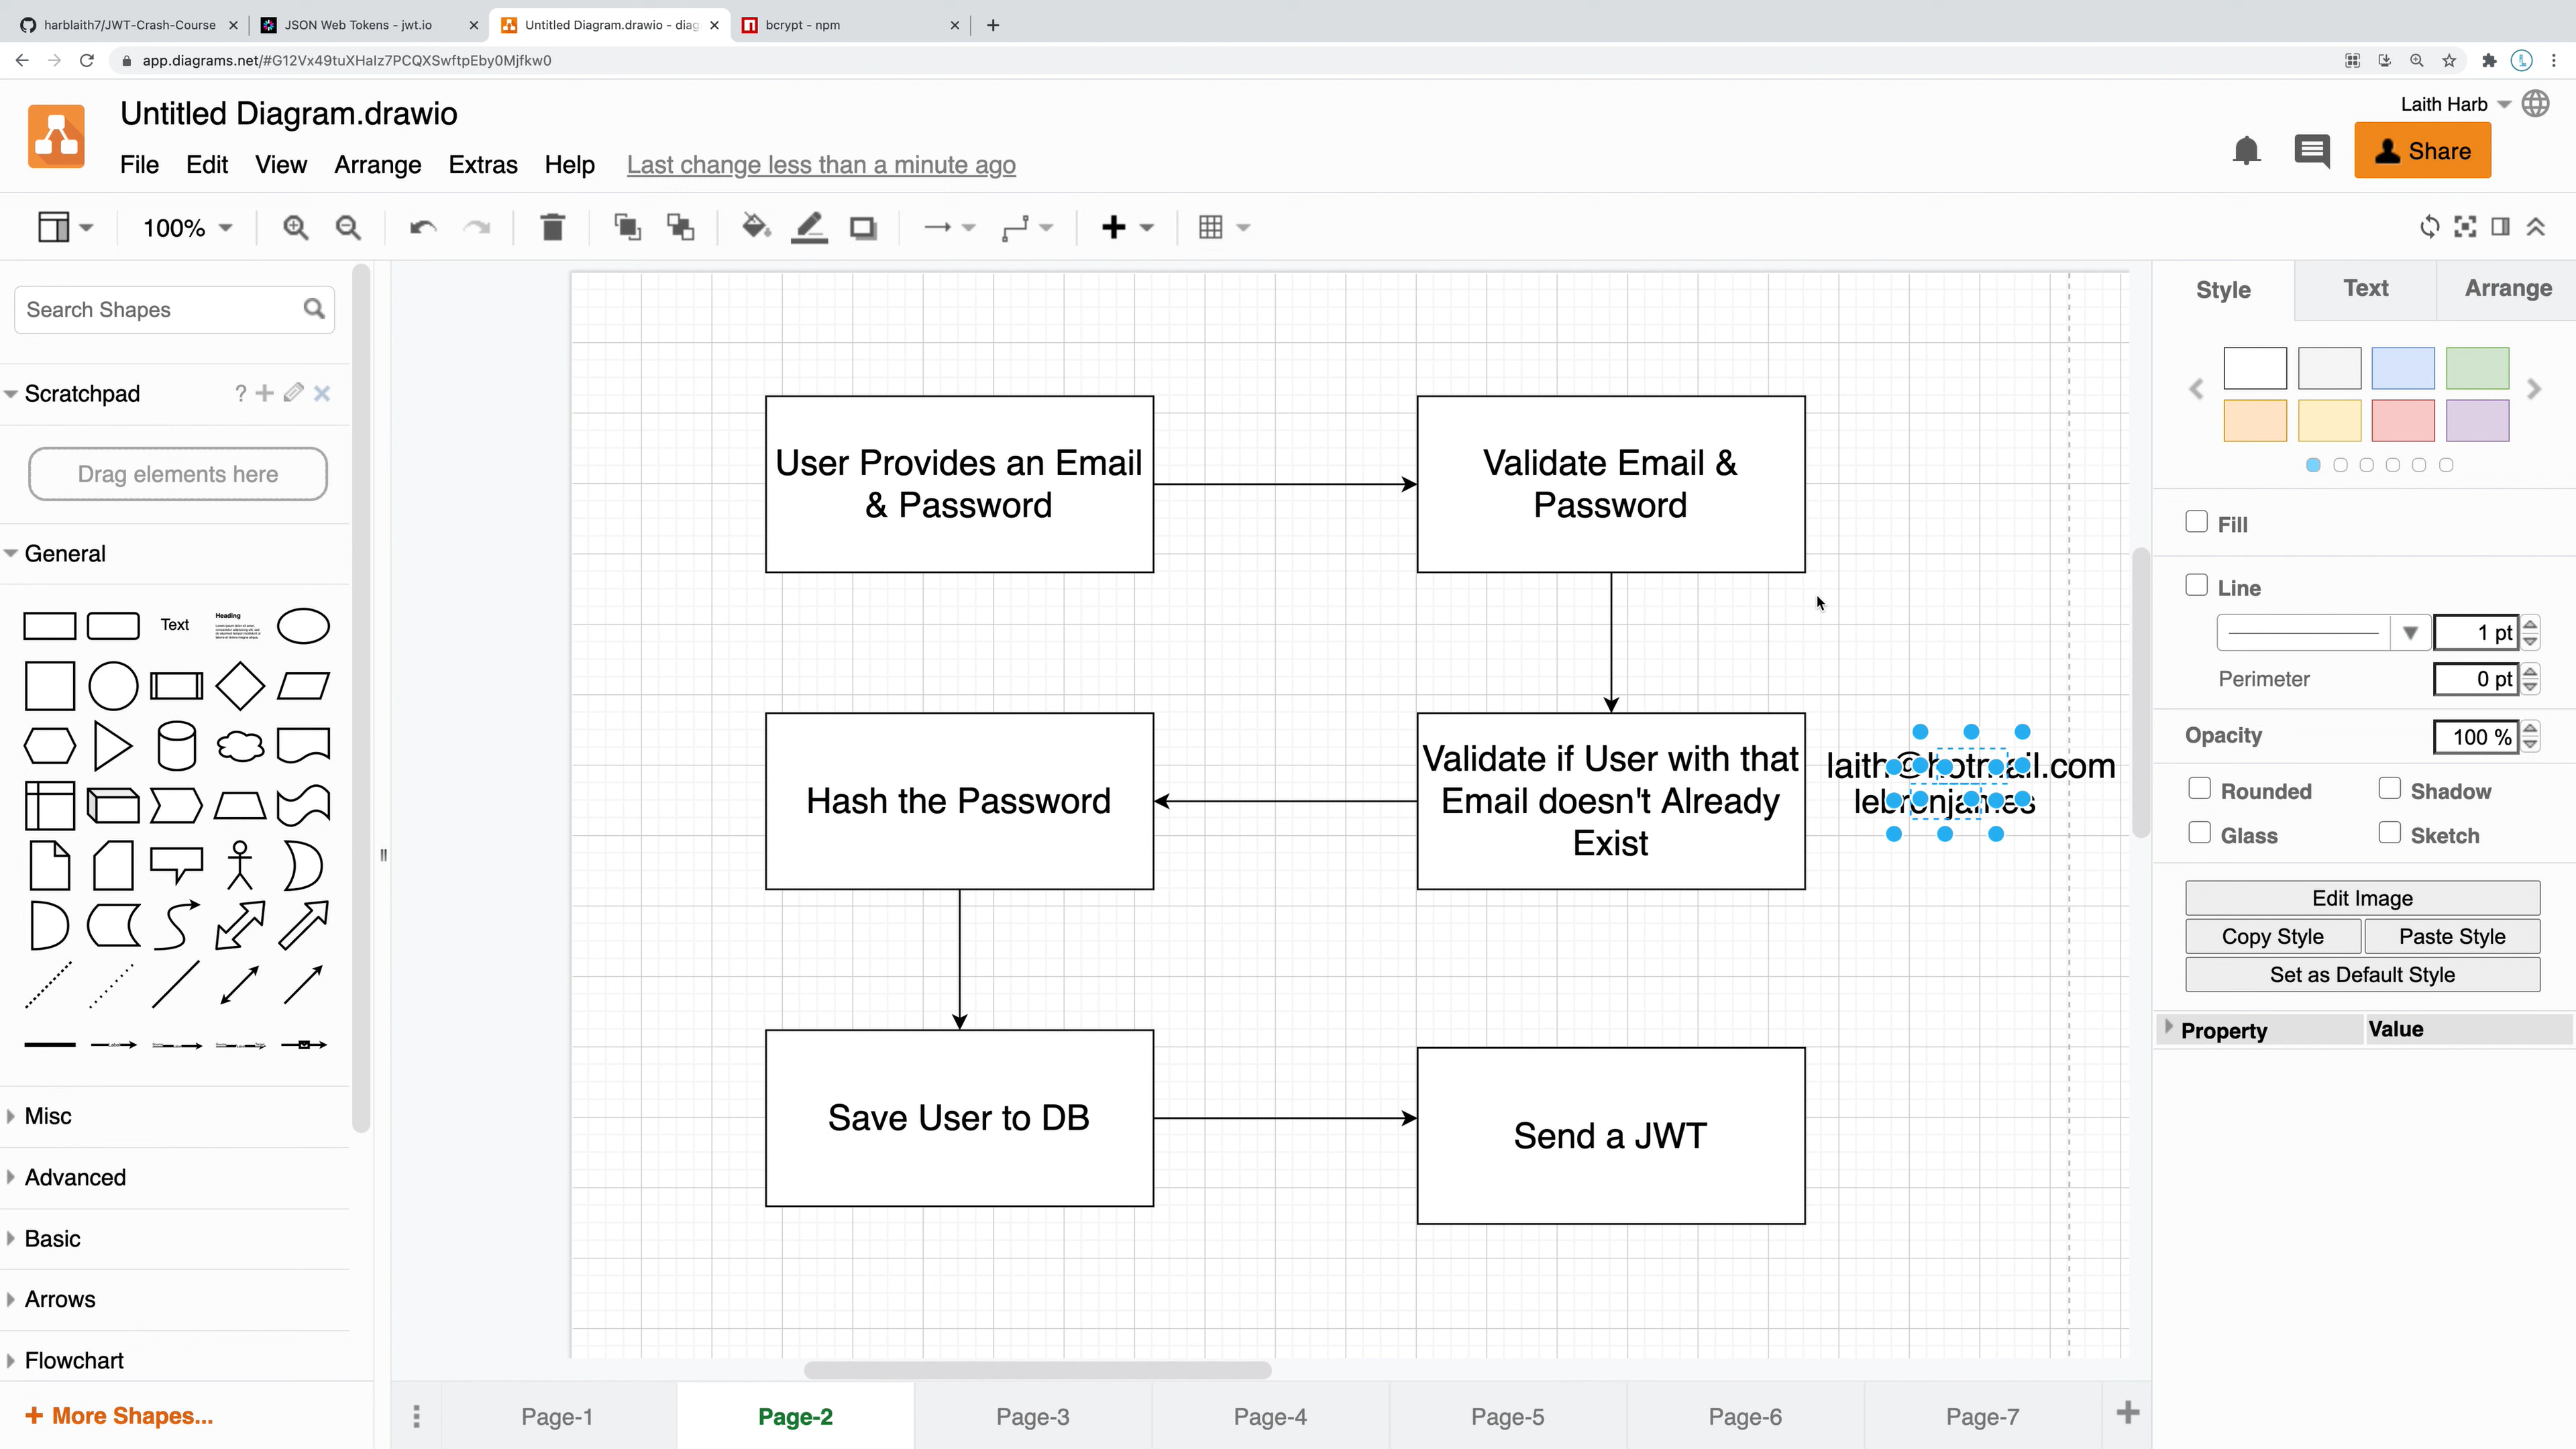 harblaith7/JWT-Crash-Course
JSON Web Tokens - jwt.io
Untitled Diagram.drawio - diag
bcrypt - npm
app.diagrams.net/#G12Vx49tuXHalz7PCQXSwftpEby0Mjfkw0
Untitled Diagram.drawio
Laith Harb
File Edit View Arrange Extras Help Last change less than a minute ago
Share
100%
Search Shapes
Scratchpad
?
Drag elements here
General
Text
Heading
Misc
Advanced
Basic
Arrows
Flowchart
+ More Shapes...
User Provides an Email
& Password
Validate Email &
Password
Hash the Password
Validate if User with that
Email doesn't Already
Exist
laith@hotmail.com
lebronjames
Save User to DB
Send a JWT
Page-1
Page-2
Page-3
Page-4
Page-5
Page-6
Page-7
Style
Text
Arrange
Fill
Line
1 pt
Perimeter
0 pt
Opacity
100 %
Rounded
Shadow
Glass
Sketch
Edit Image
Copy Style
Paste Style
Set as Default Style
Property
Value